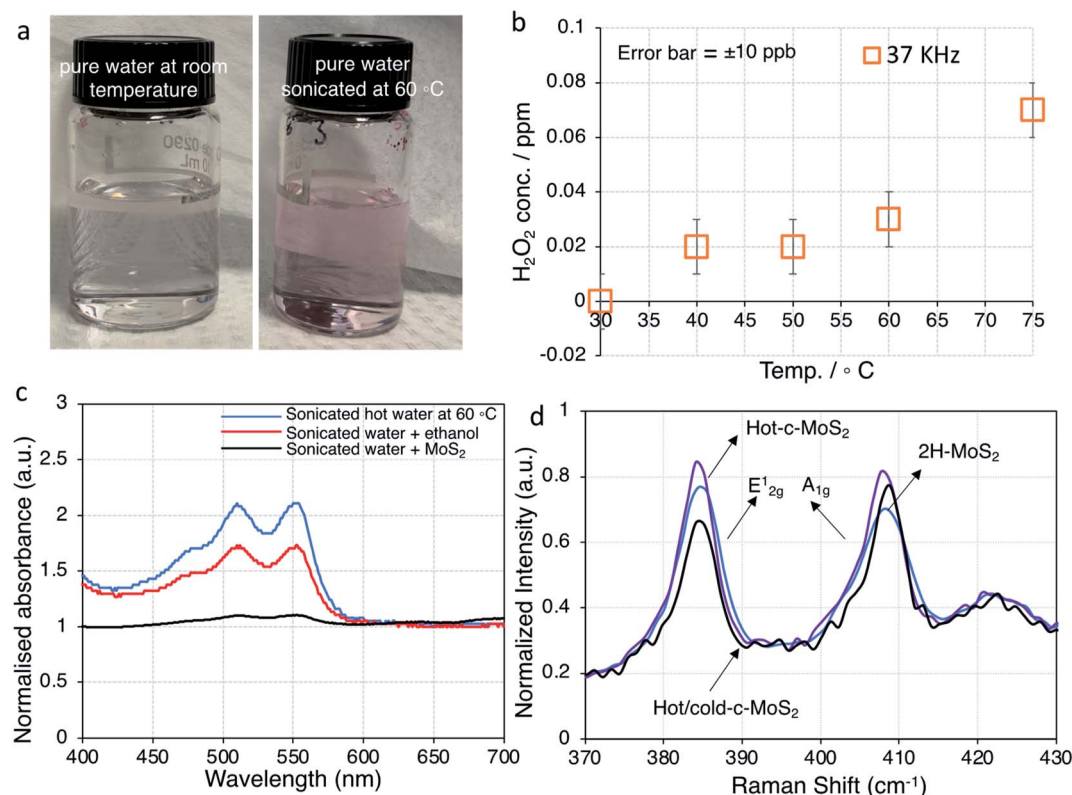 a
pure water at room
temperature
pure water
sonicated at 60 °C
b
Error bar = ±10 ppb
37 KHz
H₂O₂ conc. / ppm
0.1
0.08
0.06
0.04
0.02
0
-0.02
30 35 40 45 50 55 60 65 70 75
Temp. / ° C
c
Normalised absorbance (a.u.)
3
2.5
2
1.5
1
0.5
0
Sonicated hot water at 60 °C
Sonicated water + ethanol
Sonicated water + MoS₂
400 450 500 550 600 650 700
Wavelength (nm)
d
Normalized Intensity (a.u.)
1
0.8
0.6
0.4
0.2
0
Hot-c-MoS₂
2H-MoS₂
E¹₂g A₁g
Hot/cold-c-MoS₂
370 380 390 400 410 420 430
Raman Shift (cm⁻¹)